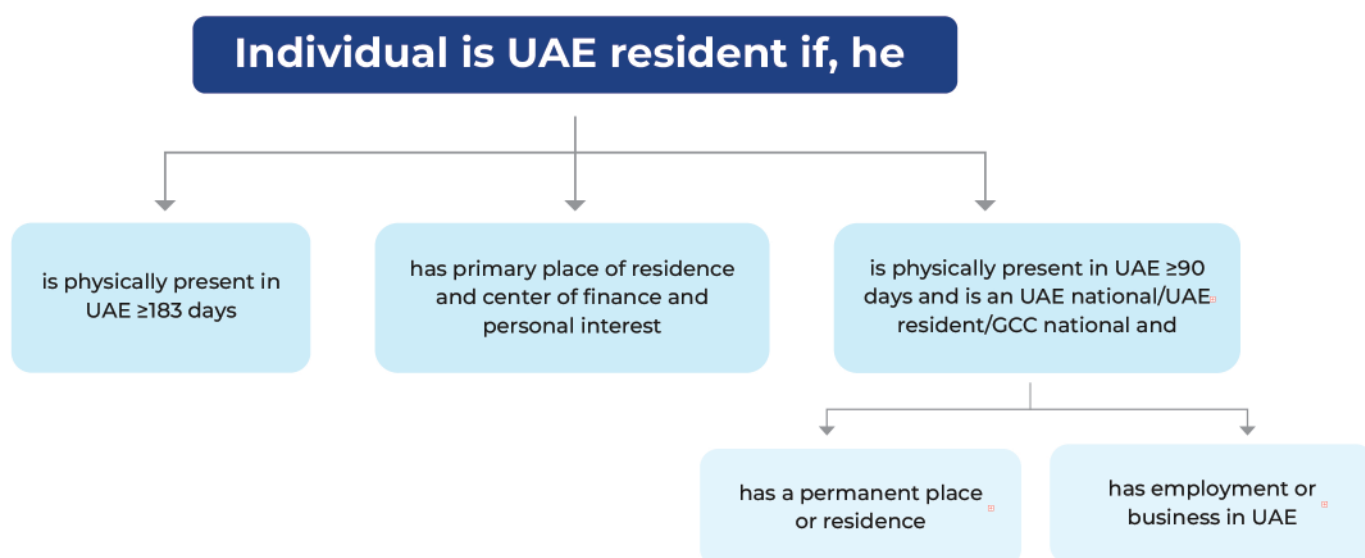 Individual is UAE resident if, he
is physically present in
UAE ≥183 days
has primary place of residence
and center of finance and
personal interest
is physically present in UAE ≥90
days and is an UAE national/UAE
resident/GCC national and
has a permanent place
or residence
has employment or
business in UAE